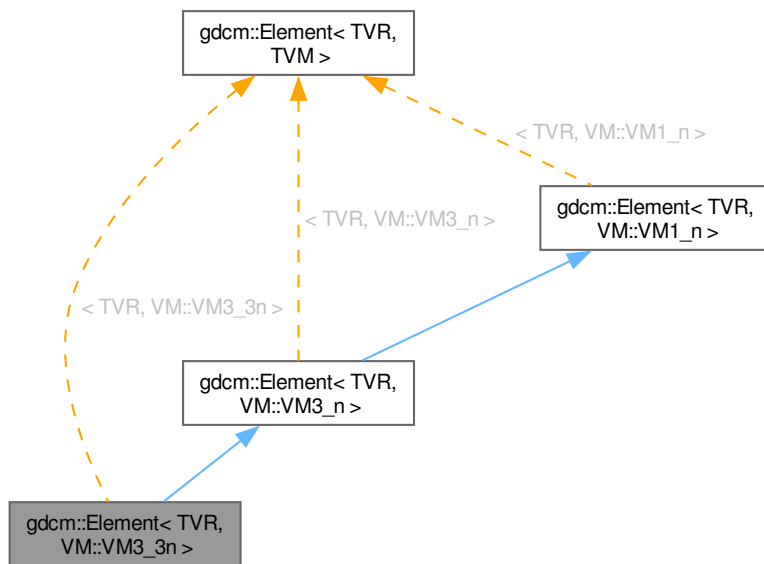 gdcm::Element< TVR,
TVM >
< TVR, VM::VM1_n >
gdcm::Element< TVR,
VM::VM1_n >
< TVR, VM::VM3_n >
< TVR, VM::VM3_3n >
gdcm::Element< TVR,
VM::VM3_n >
gdcm::Element< TVR,
VM::VM3_3n >